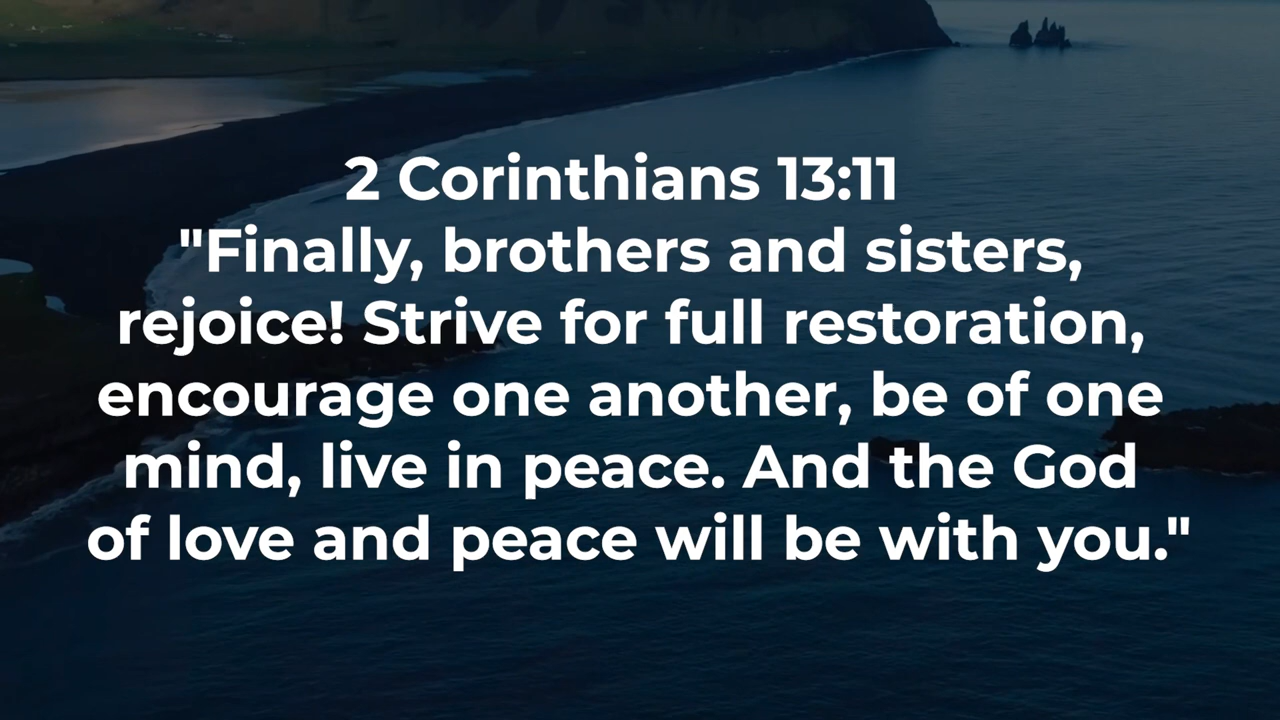 2 Corinthians 13:11
"Finally, brothers and sisters,
rejoice! Strive for full restoration,
encourage one another, be of one
mind, live in peace. And the God
of love and peace will be with you."